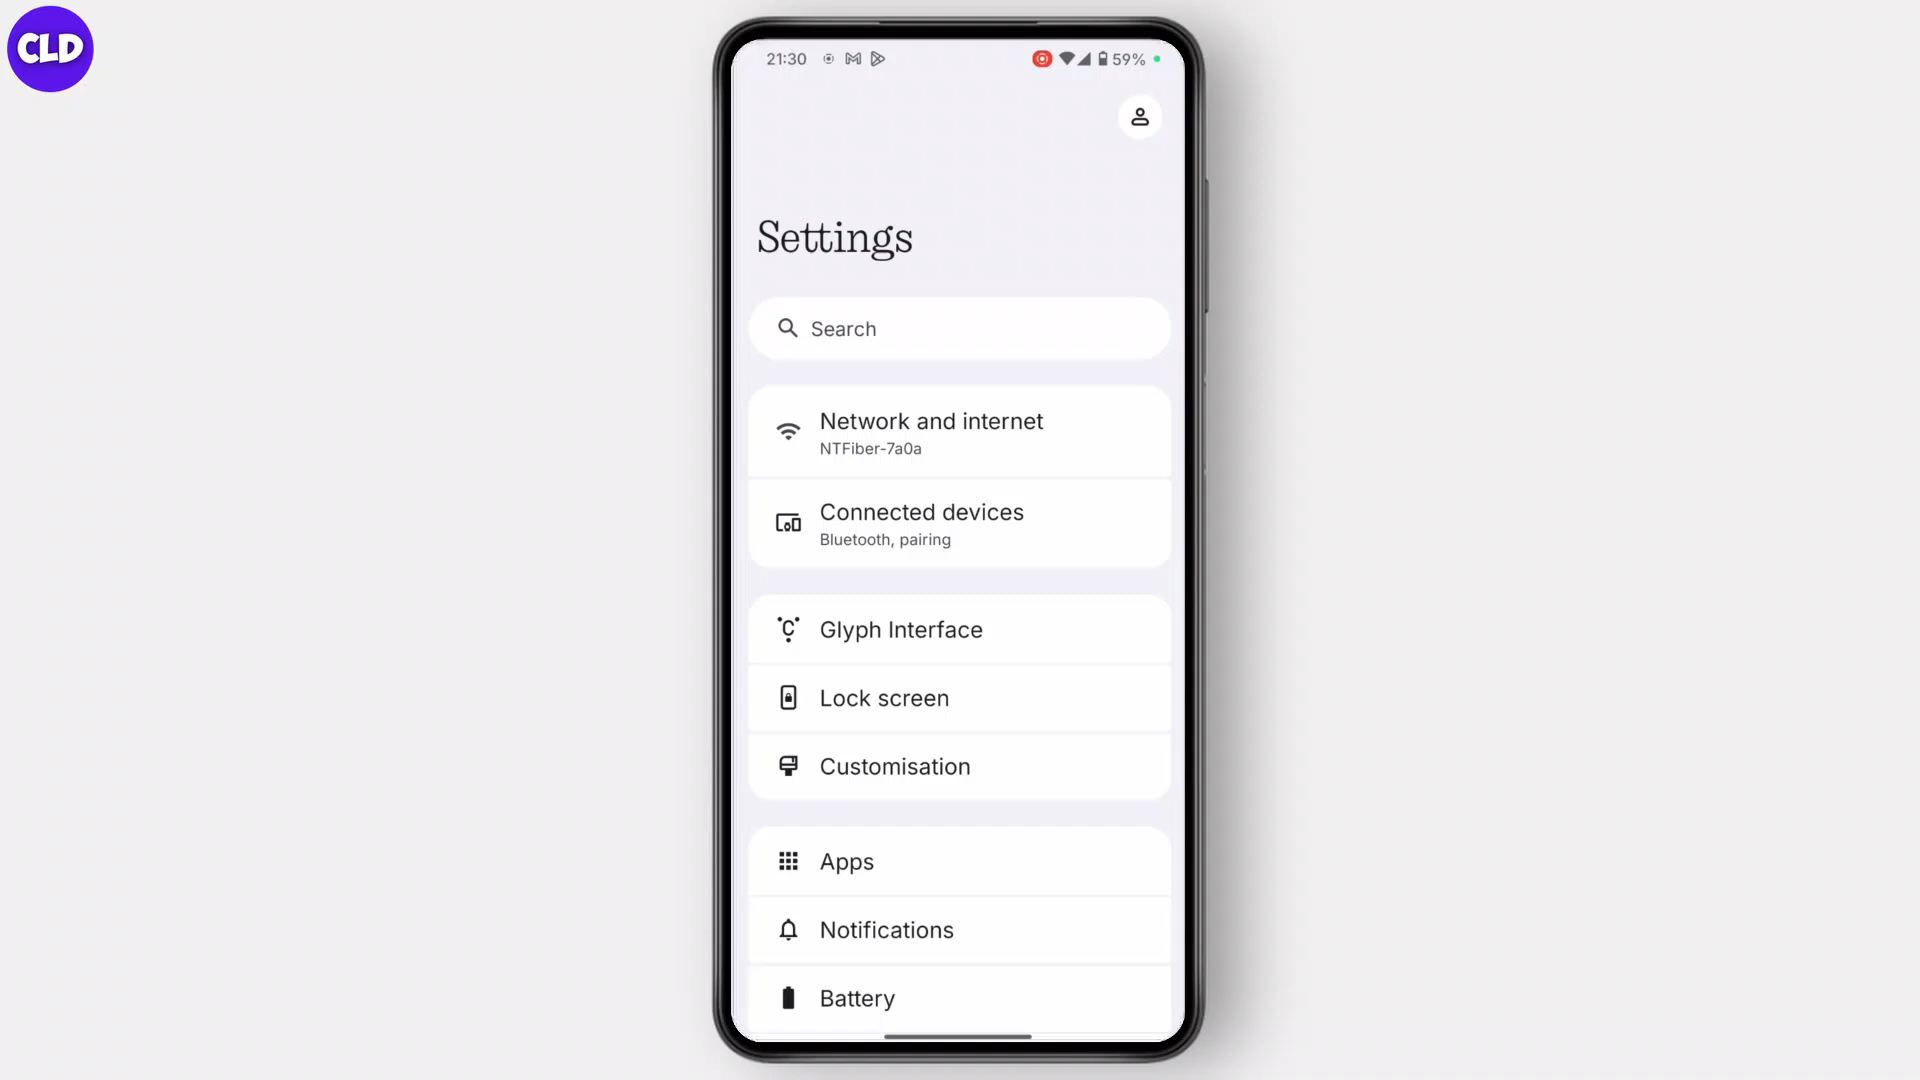 CLD
21:30
59%
Settings
Search
Network and internet
NTFiber-7a0a
Connected devices
Bluetooth, pairing
Glyph Interface
Lock screen
Customisation
Apps
Notifications
Battery